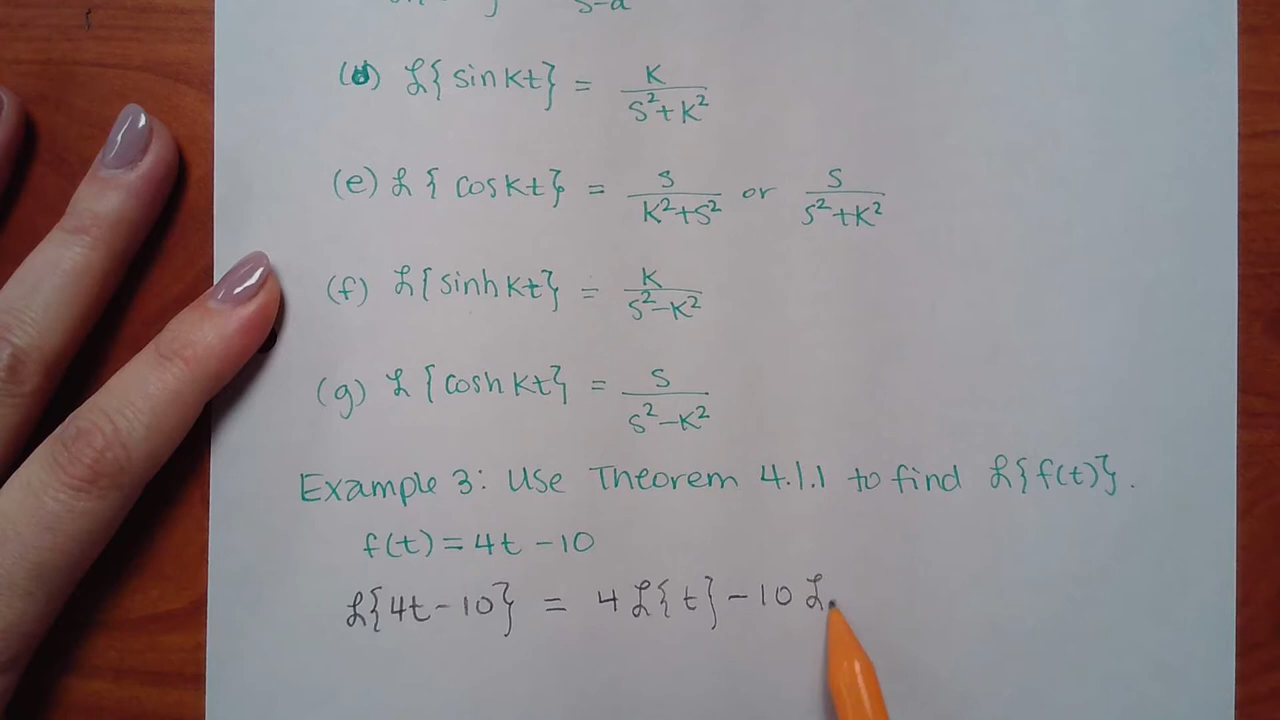 s-a
(d) ℒ{sin kt} = k/(s²+k²)
(e) ℒ{cos kt} = s/(k²+s²) or s/(s²+k²)
(f) ℒ{sinh kt} = k/(s²-k²)
(g) ℒ{cosh kt} = s/(s²-k²)
Example 3: Use Theorem 4.1.1 to find ℒ{f(t)}.
f(t) = 4t - 10
ℒ{4t - 10} = 4ℒ{t} - 10ℒ